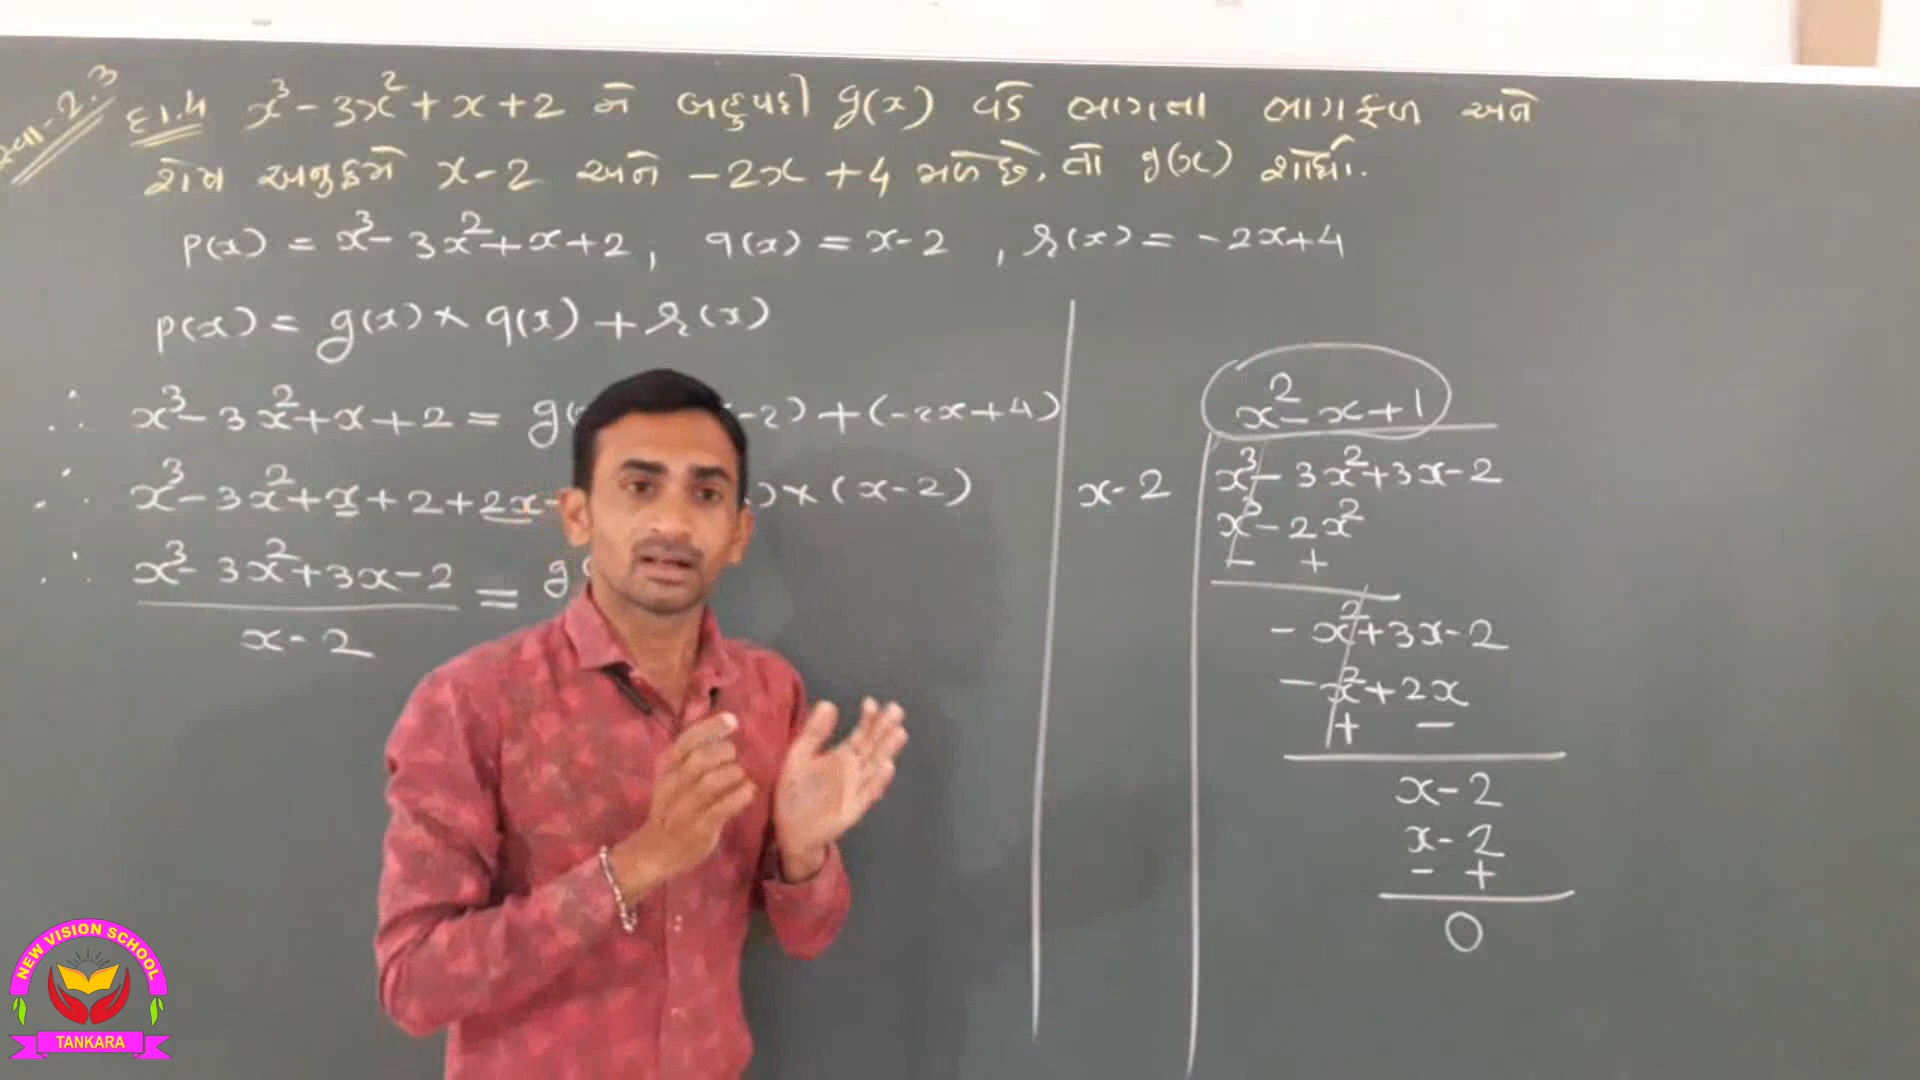 સ્વા-2.3
દા.4 x³ - 3x² + x + 2 ને બહુપદી g(x) વડે ભાગતા ભાગફળ અને
શેષ અનુક્રમે x - 2 અને - 2x + 4 મળે છે, તો g(x) શોધો.
p(x) = x³ - 3x² + x + 2, q(x) = x - 2, r(x) = - 2x + 4
p(x) = g(x) × q(x) + r(x)
∴ x³ - 3x² + x + 2 = g( - 2) + (- 2x + 4)
∴ x³ - 3x² + x + 2 + 2x - ) × (x - 2)
∴ x³ - 3x² + 3x - 2 = g(
x - 2
x² - x + 1
x - 2 x³ - 3x² + 3x - 2
x³ - 2x²
- +
- x² + 3x - 2
- x² + 2x
+ -
x - 2
x - 2
- +
0
NEW VISION SCHOOL
TANKARA